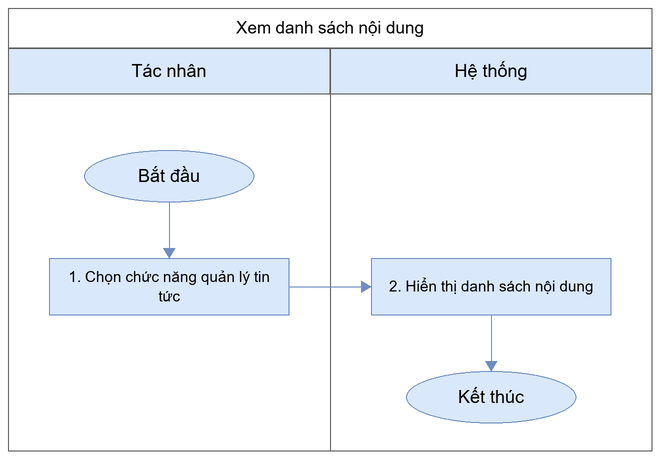 Xem danh sách nội dung
Tác nhân
Hệ thống
Bắt đầu
1. Chọn chức năng quản lý tin
tức
2. Hiển thị danh sách nội dung
Kết thúc